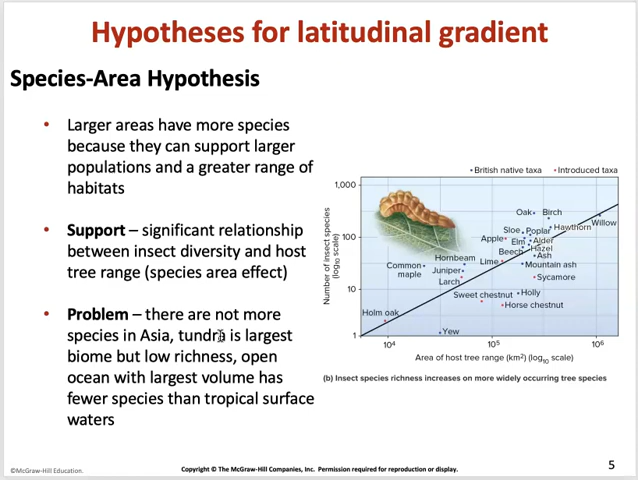 Hypotheses for latitudinal gradient
Species-Area Hypothesis
• Larger areas have more species
because they can support larger
populations and a greater range of
habitats
• Support – significant relationship
between insect diversity and host
tree range (species area effect)
• Problem – there are not more
species in Asia, tundra is largest
biome but low richness, open
ocean with largest volume has
fewer species than tropical surface
waters
• British native taxa • Introduced taxa
Number of insect species
(log₁₀ scale)
1,000
100
10
1
Oak
Birch
Willow
Hawthorn
Sloe
Poplar
Apple
Elm
Alder
Hazel
Beech
Ash
Hornbeam
Lime
Mountain ash
Common
maple
Juniper
Larch
Sycamore
Sweet chestnut
Holly
Horse chestnut
Holm oak
Yew
10⁴
10⁵
10⁶
Area of host tree range (km²) (log₁₀ scale)
(b) Insect species richness increases on more widely occurring tree species
5
©McGraw-Hill Education.
Copyright © The McGraw-Hill Companies, Inc. Permission required for reproduction or display.